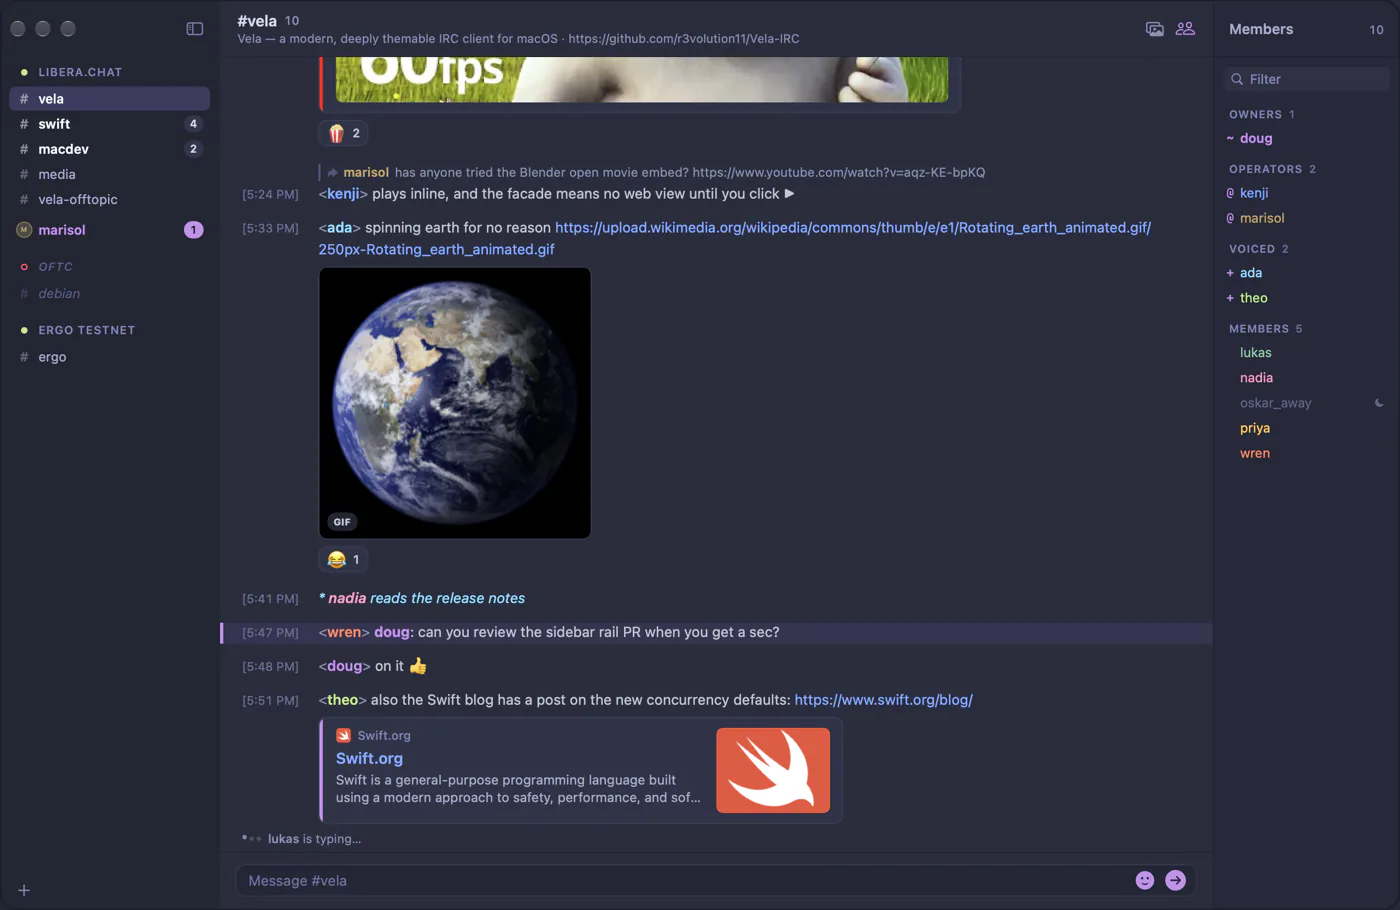 LIBERA.CHAT
# vela
# swift 4
# macdev 2
# media
# vela-offtopic
M marisol 1
OFTC
# debian
ERGO TESTNET
# ergo
+
#vela 10
Vela — a modern, deeply themable IRC client for macOS · https://github.com/r3volution11/Vela-IRC
60fps
🍿 2
marisol has anyone tried the Blender open movie embed? https://www.youtube.com/watch?v=aqz-KE-bpKQ
[5:24 PM] <kenji> plays inline, and the facade means no web view until you click ▶
[5:33 PM] <ada> spinning earth for no reason https://upload.wikimedia.org/wikipedia/commons/thumb/e/e1/Rotating_earth_animated.gif/
250px-Rotating_earth_animated.gif
GIF
😂 1
[5:41 PM] * nadia reads the release notes
[5:47 PM] <wren> doug: can you review the sidebar rail PR when you get a sec?
[5:48 PM] <doug> on it 👍
[5:51 PM] <theo> also the Swift blog has a post on the new concurrency defaults: https://www.swift.org/blog/
Swift.org
Swift.org
Swift is a general-purpose programming language built
using a modern approach to safety, performance, and sof...
lukas is typing...
Message #vela
Members 10
Filter
OWNERS 1
~ doug
OPERATORS 2
@ kenji
@ marisol
VOICED 2
+ ada
+ theo
MEMBERS 5
lukas
nadia
oskar_away
priya
wren